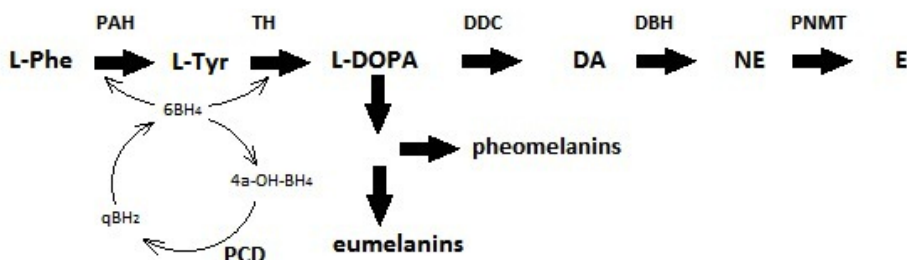 PAH TH DDC DBH PNMT
L-Phe L-Tyr L-DOPA DA NE E
6BH4
pheomelanins
4a-OH-BH4
qBH2
eumelanins
PCD